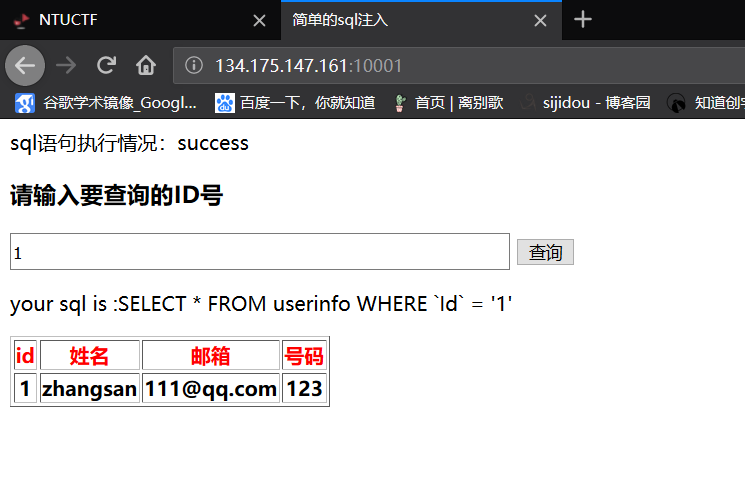 NTUCTF
简单的sql注入
134.175.147.161:10001
谷歌学术镜像_Googl...
百度一下，你就知道
首页 | 离别歌
sijidou - 博客园
知道创宇
sql语句执行情况：success
请输入要查询的ID号
1
查询
your sql is :SELECT * FROM userinfo WHERE `Id` = '1'
id 姓名 邮箱 号码
1 zhangsan 111@qq.com 123